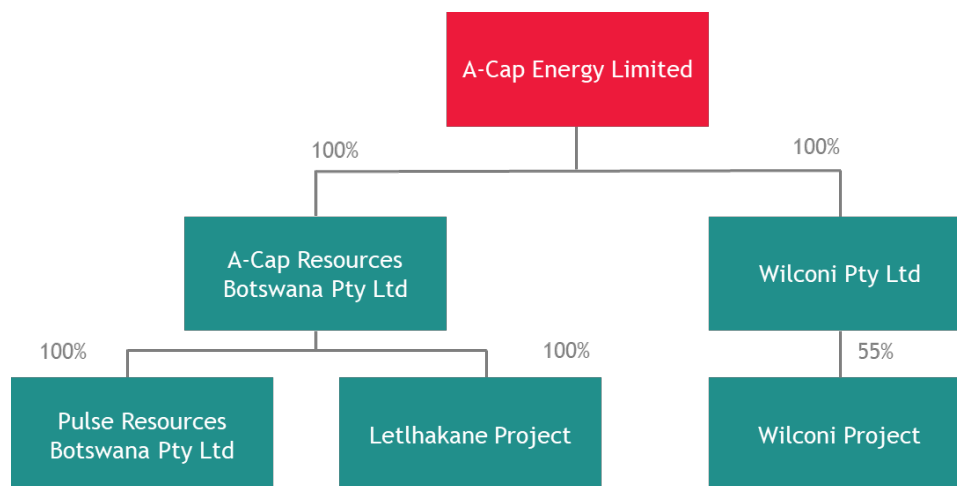 A-Cap Energy Limited
100%
100%
A-Cap Resources
Botswana Pty Ltd
Wilconi Pty Ltd
100%
100%
55%
Pulse Resources
Botswana Pty Ltd
Letlhakane Project
Wilconi Project